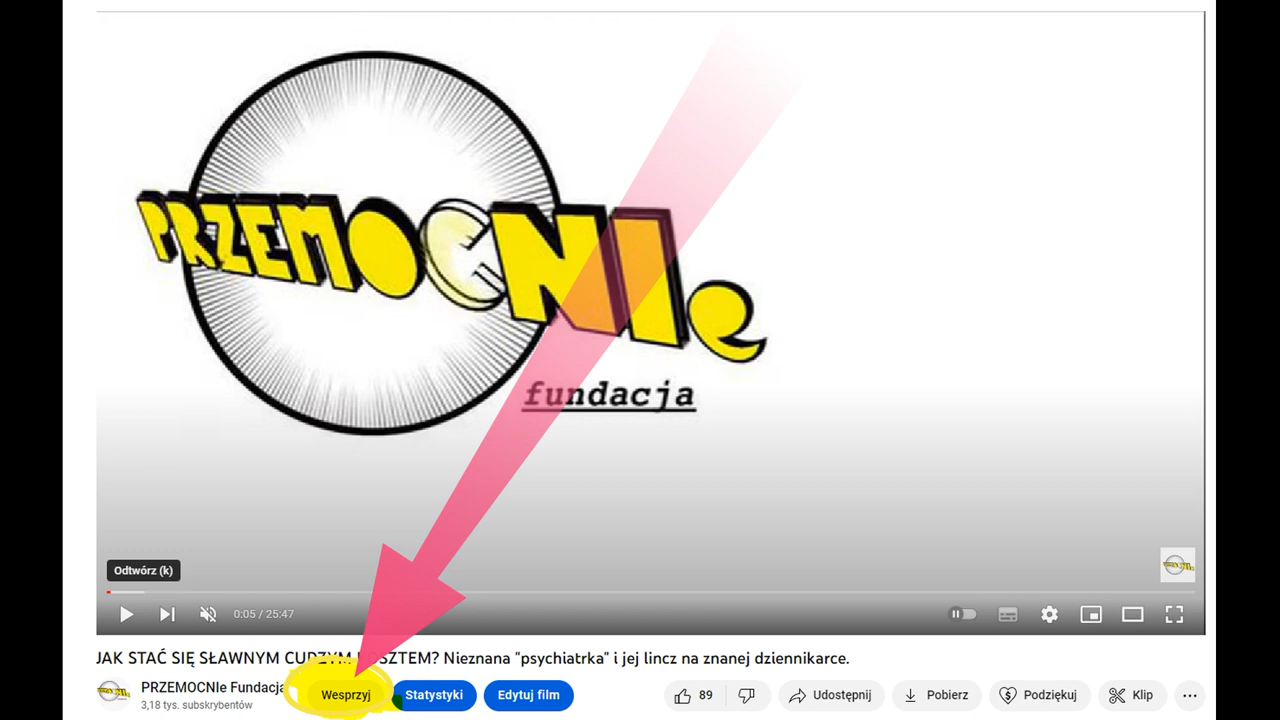 PRZEMOCNIe
fundacja
Odtwórz (k)
0:05 / 25:47
JAK STAĆ SIĘ SŁAWNYM CUDZYM KOSZTEM? Nieznana "psychiatrka" i jej lincz na znanej dziennikarce.
PRZEMOCNIe Fundacja
3,18 tys. subskrybentów
Wesprzyj
Statystyki
Edytuj film
89
Udostępnij
Pobierz
Podziękuj
Klip